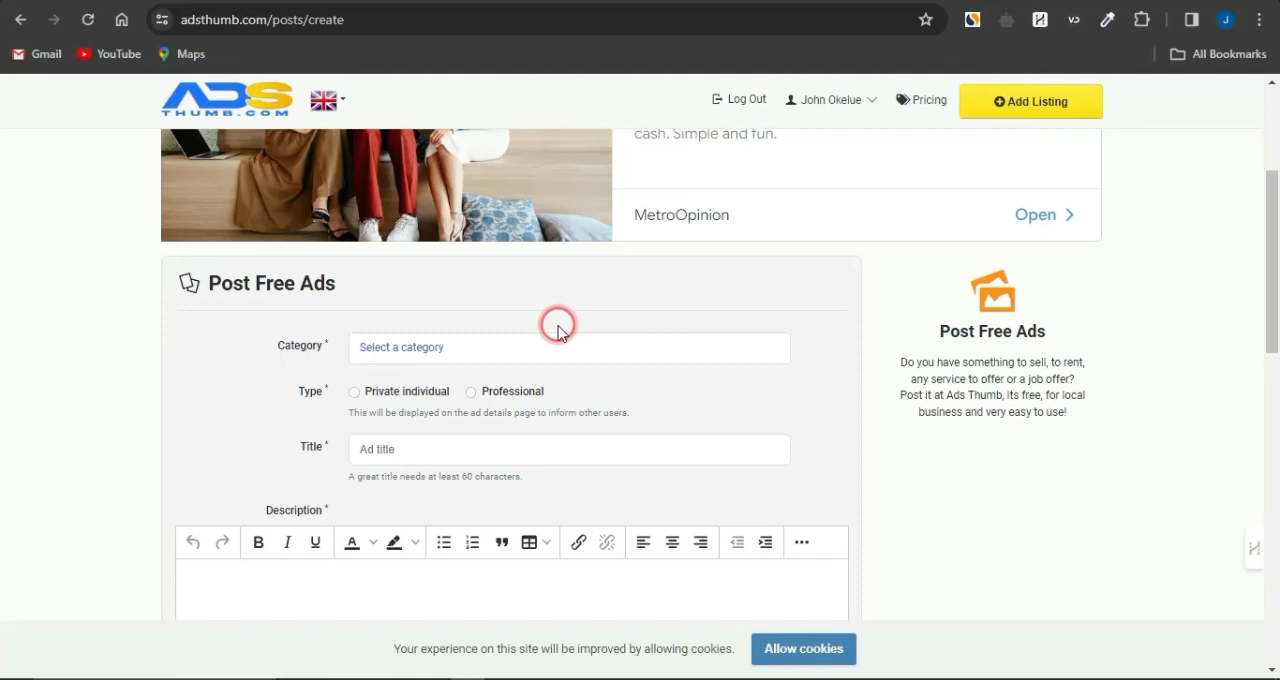 adsthumb.com/posts/create
J
Gmail
YouTube
Maps
All Bookmarks
ADS
THUMB.COM
Log Out
John Okelue
Pricing
Add Listing
cash. Simple and fun.
MetroOpinion
Open
Post Free Ads
Category *
Select a category
Type *
Private individual
Professional
This will be displayed on the ad details page to inform other users.
Title *
Ad title
A great title needs at least 60 characters.
Description *
B I U A
Post Free Ads
Do you have something to sell, to rent,
any service to offer or a job offer?
Post it at Ads Thumb, its free, for local
business and very easy to use!
Your experience on this site will be improved by allowing cookies.
Allow cookies